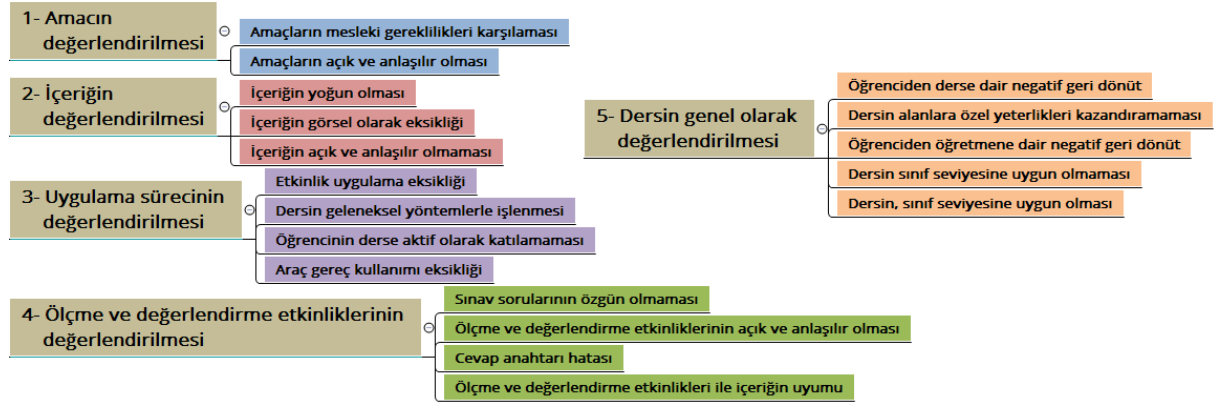 1- Amacın
değerlendirilmesi
Amaçların mesleki gereklilikleri karşılaması
Amaçların açık ve anlaşılır olması
2- İçeriğin
değerlendirilmesi
İçeriğin yoğun olması
İçeriğin görsel olarak eksikliği
İçeriğin açık ve anlaşılır olmaması
3- Uygulama sürecinin
değerlendirilmesi
Etkinlik uygulama eksikliği
Dersin geleneksel yöntemlerle işlenmesi
Öğrencinin derse aktif olarak katılamaması
Araç gereç kullanımı eksikliği
4- Ölçme ve değerlendirme etkinliklerinin
değerlendirilmesi
Sınav sorularının özgün olmaması
Ölçme ve değerlendirme etkinliklerinin açık ve anlaşılır olması
Cevap anahtarı hatası
Ölçme ve değerlendirme etkinlikleri ile içeriğin uyumu
5- Dersin genel olarak
değerlendirilmesi
Öğrenciden derse dair negatif geri dönüt
Dersin alanlara özel yeterlikleri kazandıramaması
Öğrenciden öğretmene dair negatif geri dönüt
Dersin sınıf seviyesine uygun olmaması
Dersin, sınıf seviyesine uygun olması